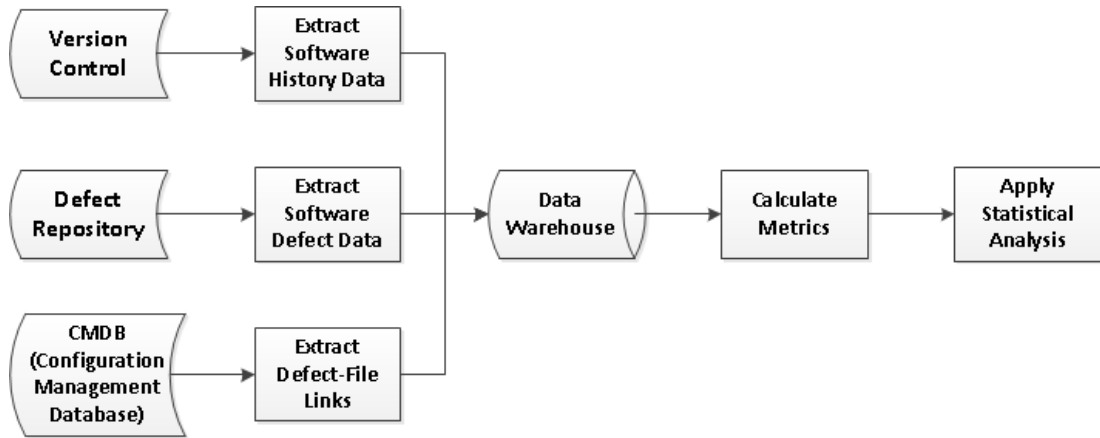 Version
Control
Extract
Software
History Data
Defect
Repository
Extract
Software
Defect Data
Data
Warehouse
Calculate
Metrics
Apply
Statistical
Analysis
CMDB
(Configuration
Management
Database)
Extract
Defect-File
Links